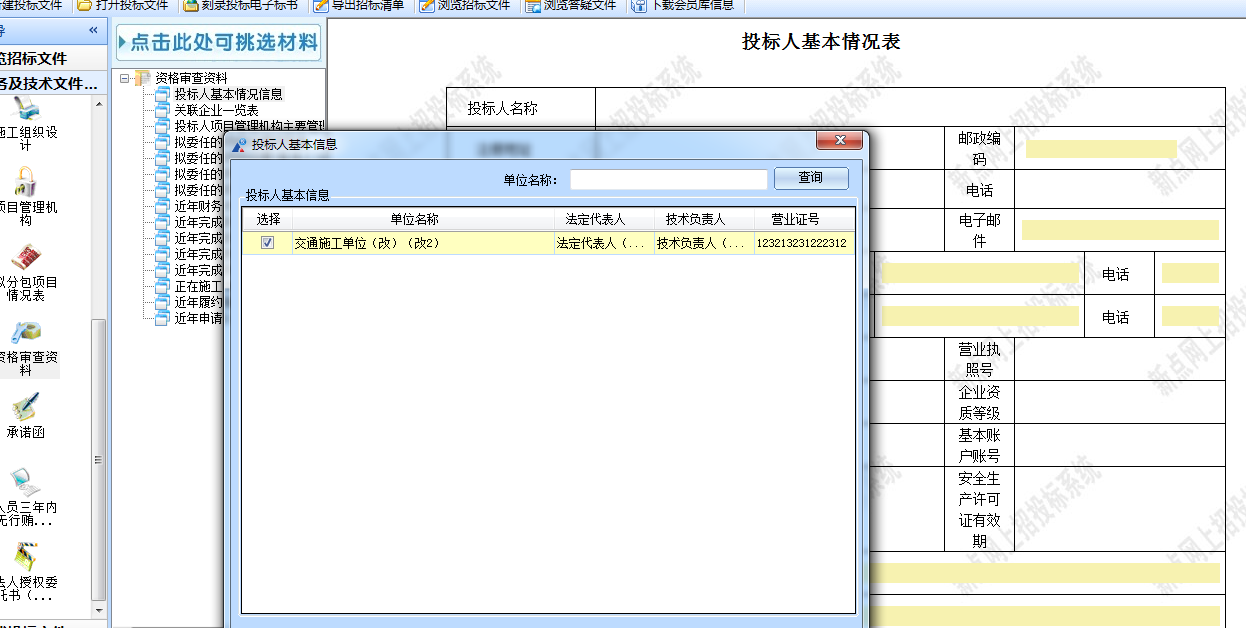 建投标文件 打开投标文件 刻录投标电子标书 导出招标清单 浏览招标文件 浏览答疑文件 下载会员库信息
«
览招标文件
务及技术文件...
施工组织设
计
项目管理机
构
拟分包项目
情况表
资格审查资
料
承诺函
人员三年内
无行贿...
法人授权委
托书（...
点击此处可挑选材料
资格审查资料
投标人基本情况信息
关联企业一览表
投标人项目管理机构主要管理
拟委任的
拟委任的
拟委任的
拟委任的
近年财务
近年完成
近年完成
近年完成
近年完成
正在施工
近年履约
近年申请
投标人基本信息
单位名称:
查询
投标人基本信息
选择 单位名称 法定代表人 技术负责人 营业证号
交通施工单位（改）（改2） 法定代表人（... 技术负责人（... 123213231222312
投标人基本情况表
投标人名称
邮政编
码
电话
电子邮
件
电话
电话
营业执
照号
企业资
质等级
基本账
户账号
安全生
产许可
证有效
期
新点网上招投标系统